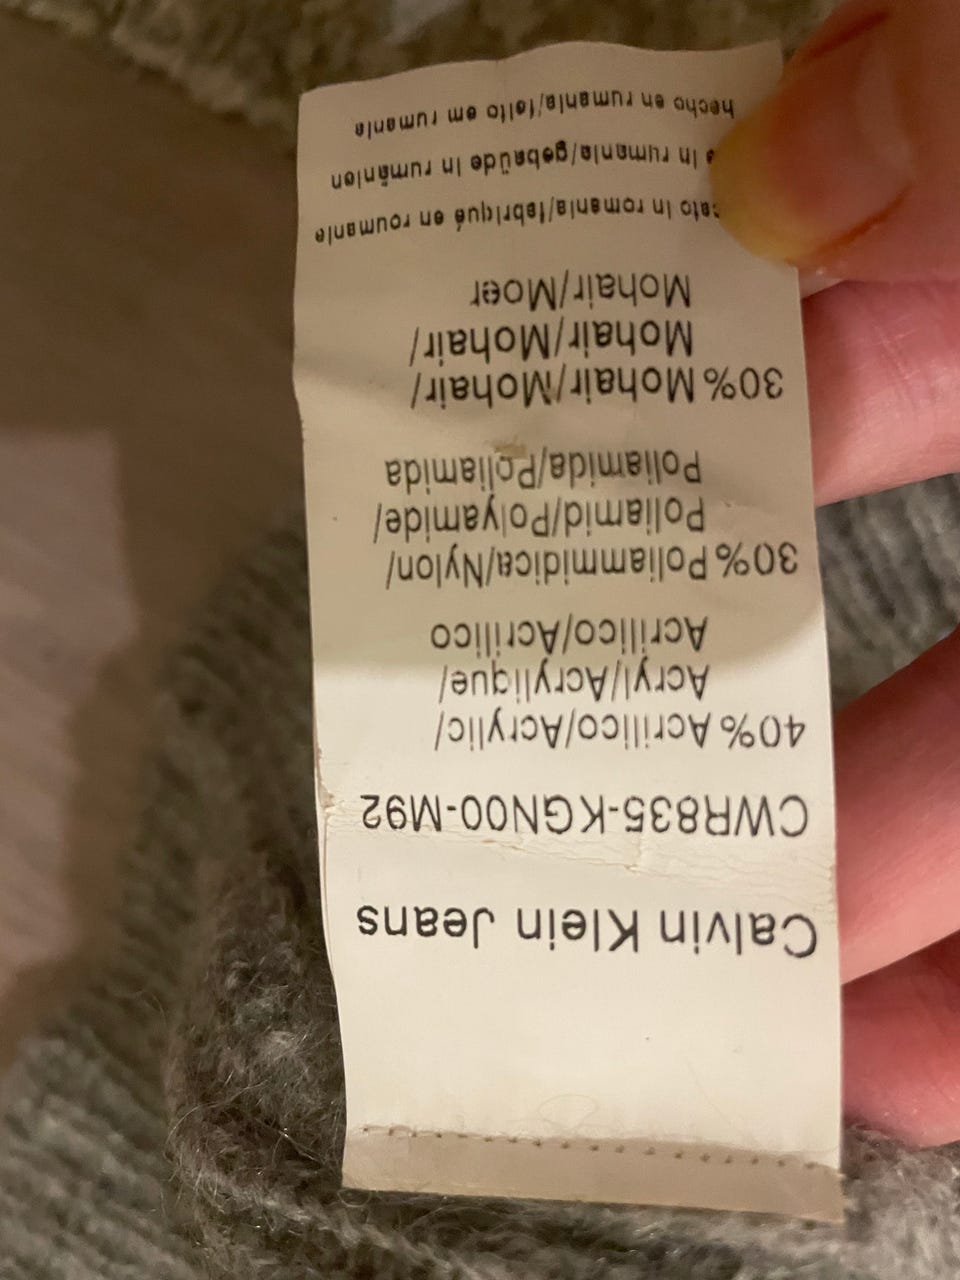 Calvin Klein Jeans
CWR835-KGN00-M92
40% Acrilico/Acrylic/
Acryl/Acrylique/
Acrilico/Acrilico
30% Poliammidica/Nylon/
Poliamid/Polyamide/
Poliamida/Poliamida
30% Mohair/Mohair/
Mohair/Mohair/
Mohair/Moer
in romania/fabriqué en roumanie
in rumania/gebaüde in rumänien
hecho en rumania/feito em rumania